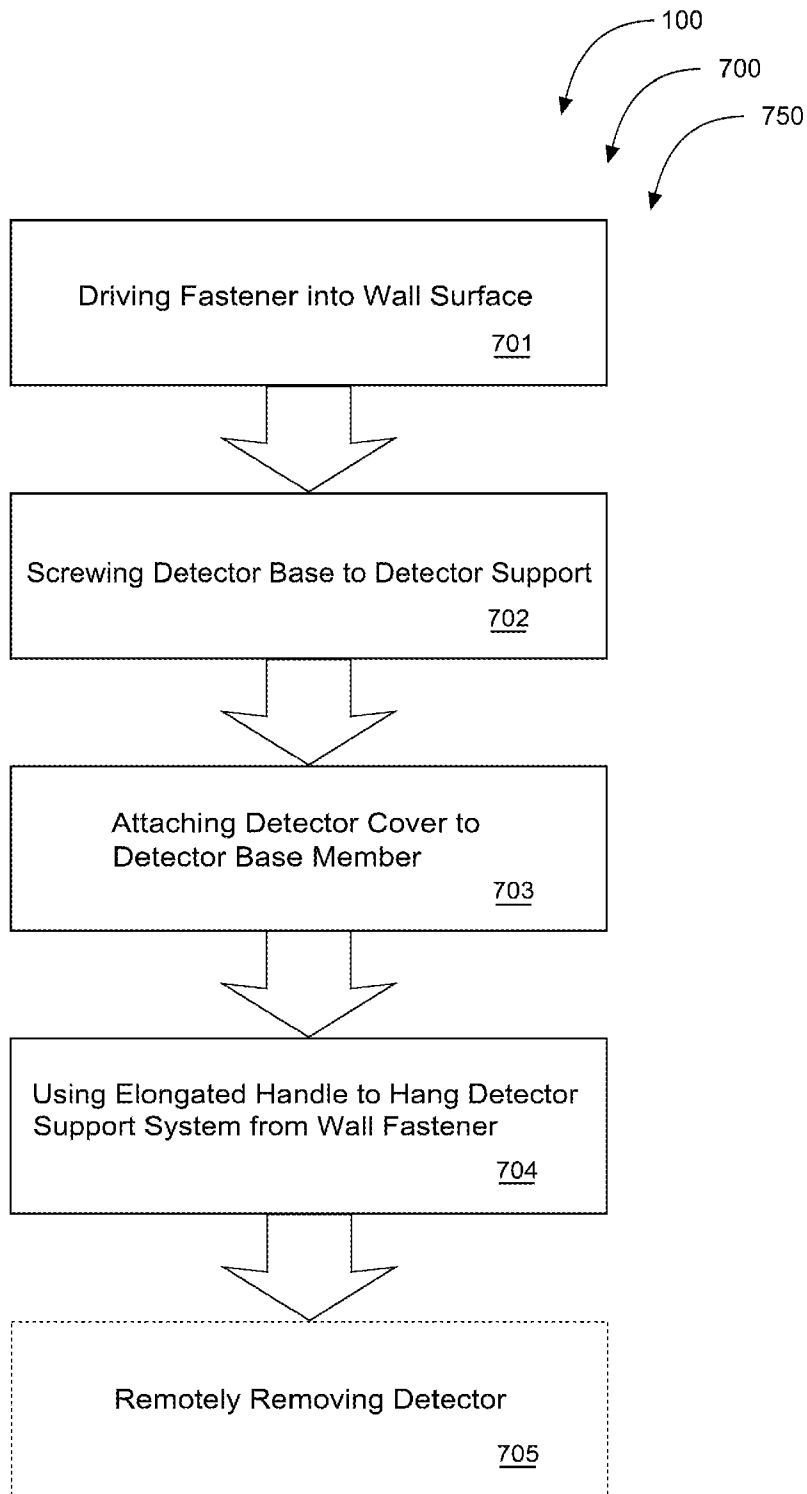 100
700
750
Driving Fastener into Wall Surface
701
Screwing Detector Base to Detector Support
702
Attaching Detector Cover to
Detector Base Member
703
Using Elongated Handle to Hang Detector
Support System from Wall Fastener
704
Remotely Removing Detector
705